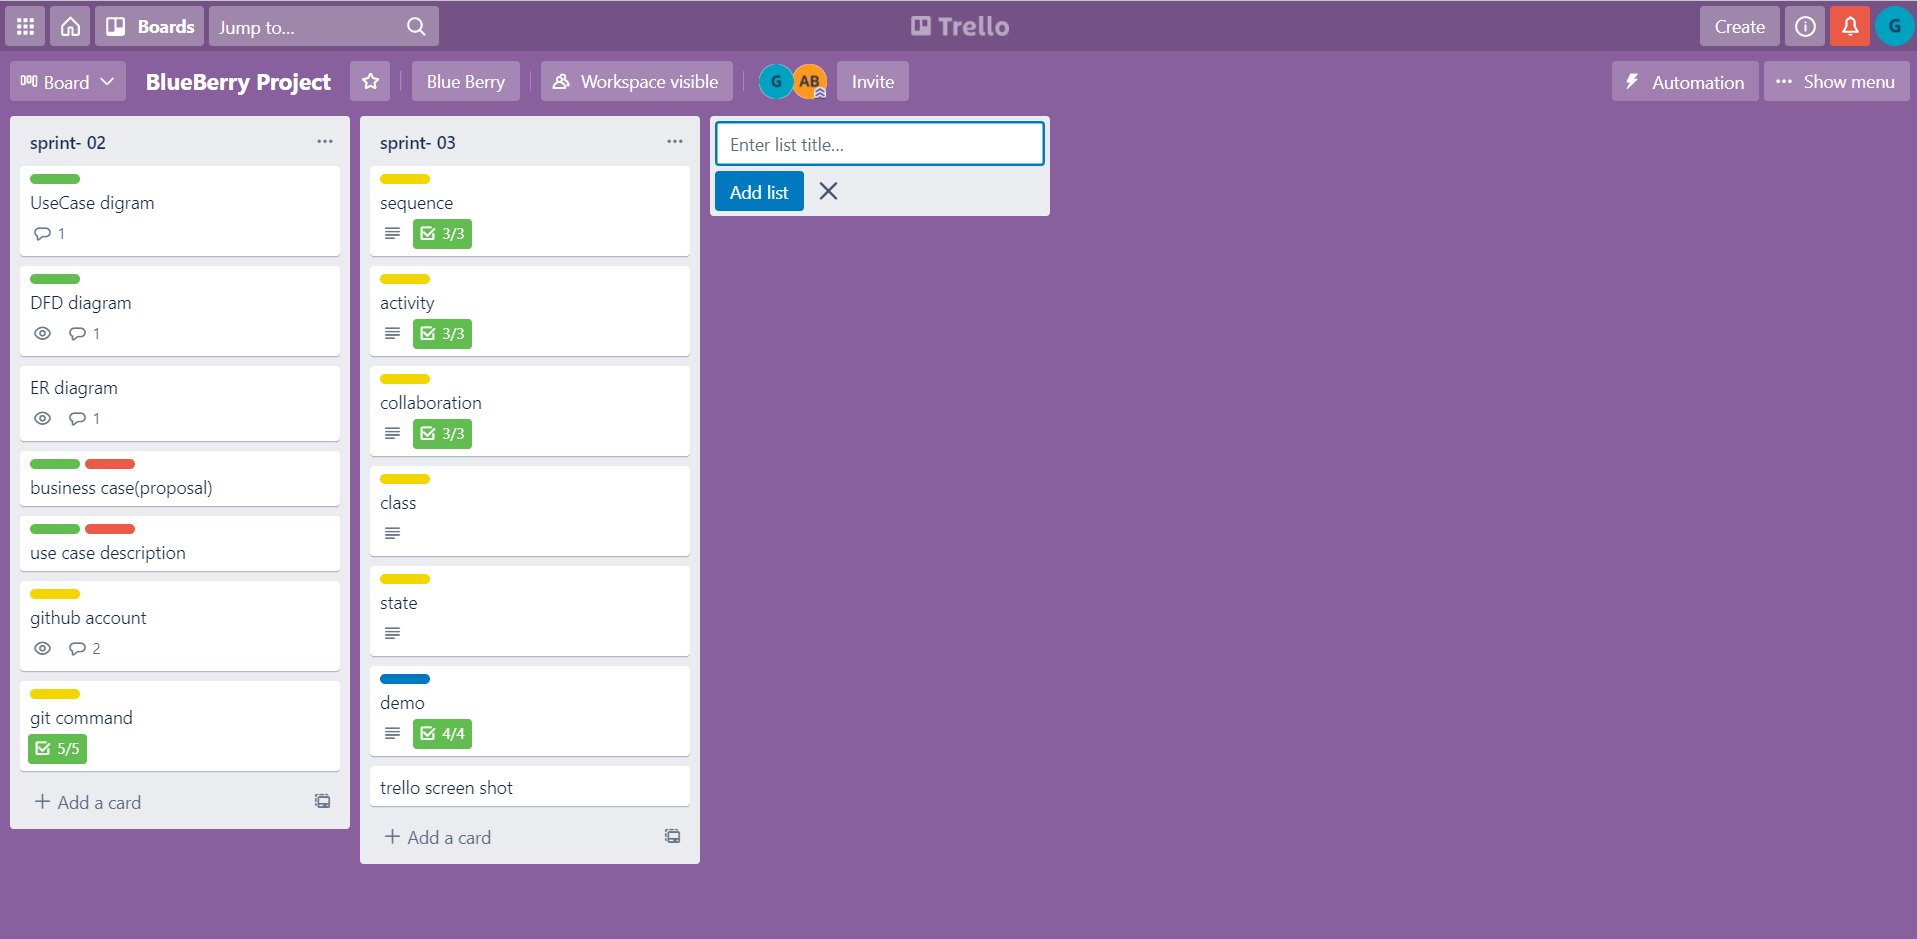 Boards
Jump to...
Trello
Create
G
Board
BlueBerry Project
Blue Berry
Workspace visible
G
AB
Invite
Automation
Show menu
sprint- 02
UseCase digram
1
DFD diagram
1
ER diagram
1
business case(proposal)
use case description
github account
2
git command
5/5
Add a card
sprint- 03
sequence
3/3
activity
3/3
collaboration
3/3
class
state
demo
4/4
trello screen shot
Add a card
Enter list title...
Add list